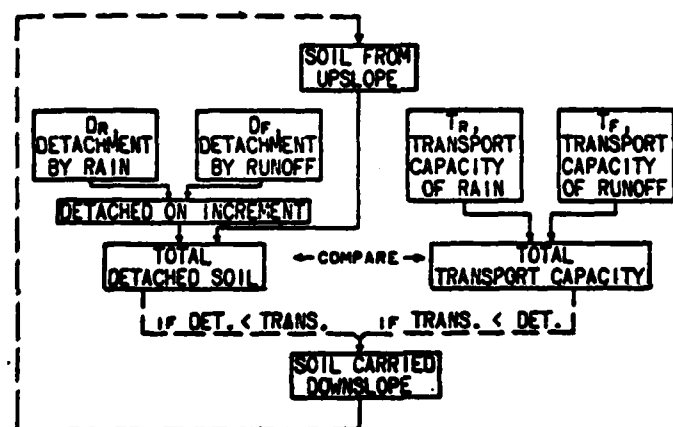 SOIL FROM
UPSLOPE
DR,
DETACHMENT
BY RAIN
DF,
DETACHMENT
BY RUNOFF
TR,
TRANSPORT
CAPACITY
OF RAIN
TF,
TRANSPORT
CAPACITY
OF RUNOFF
DETACHED ON INCREMENT
TOTAL
DETACHED SOIL
COMPARE
TOTAL
TRANSPORT CAPACITY
IF DET. < TRANS.
IF TRANS. < DET.
SOIL CARRIED
DOWNSLOPE